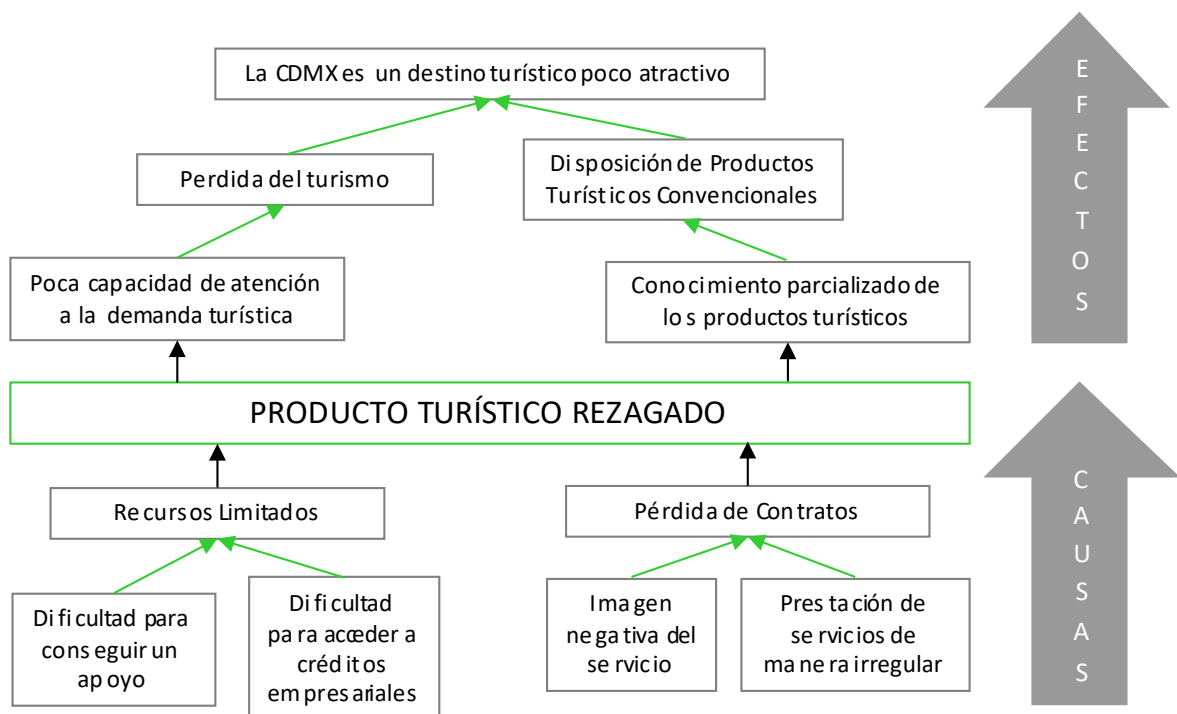 La CDMX es un destino turístico poco atractivo
Perdida del turismo
Disposición de Productos
Turísticos Convencionales
Poca capacidad de atención
a la demanda turística
Conocimiento parcializado de
los productos turísticos
PRODUCTO TURÍSTICO REZAGADO
Recursos Limitados
Pérdida de Contratos
Dificultad para
conseguir un
apoyo
Dificultad
para acceder a
créditos
empresariales
Imagen
negativa del
servicio
Prestación de
servicios de
manera irregular
EFECTOS
CAUSAS